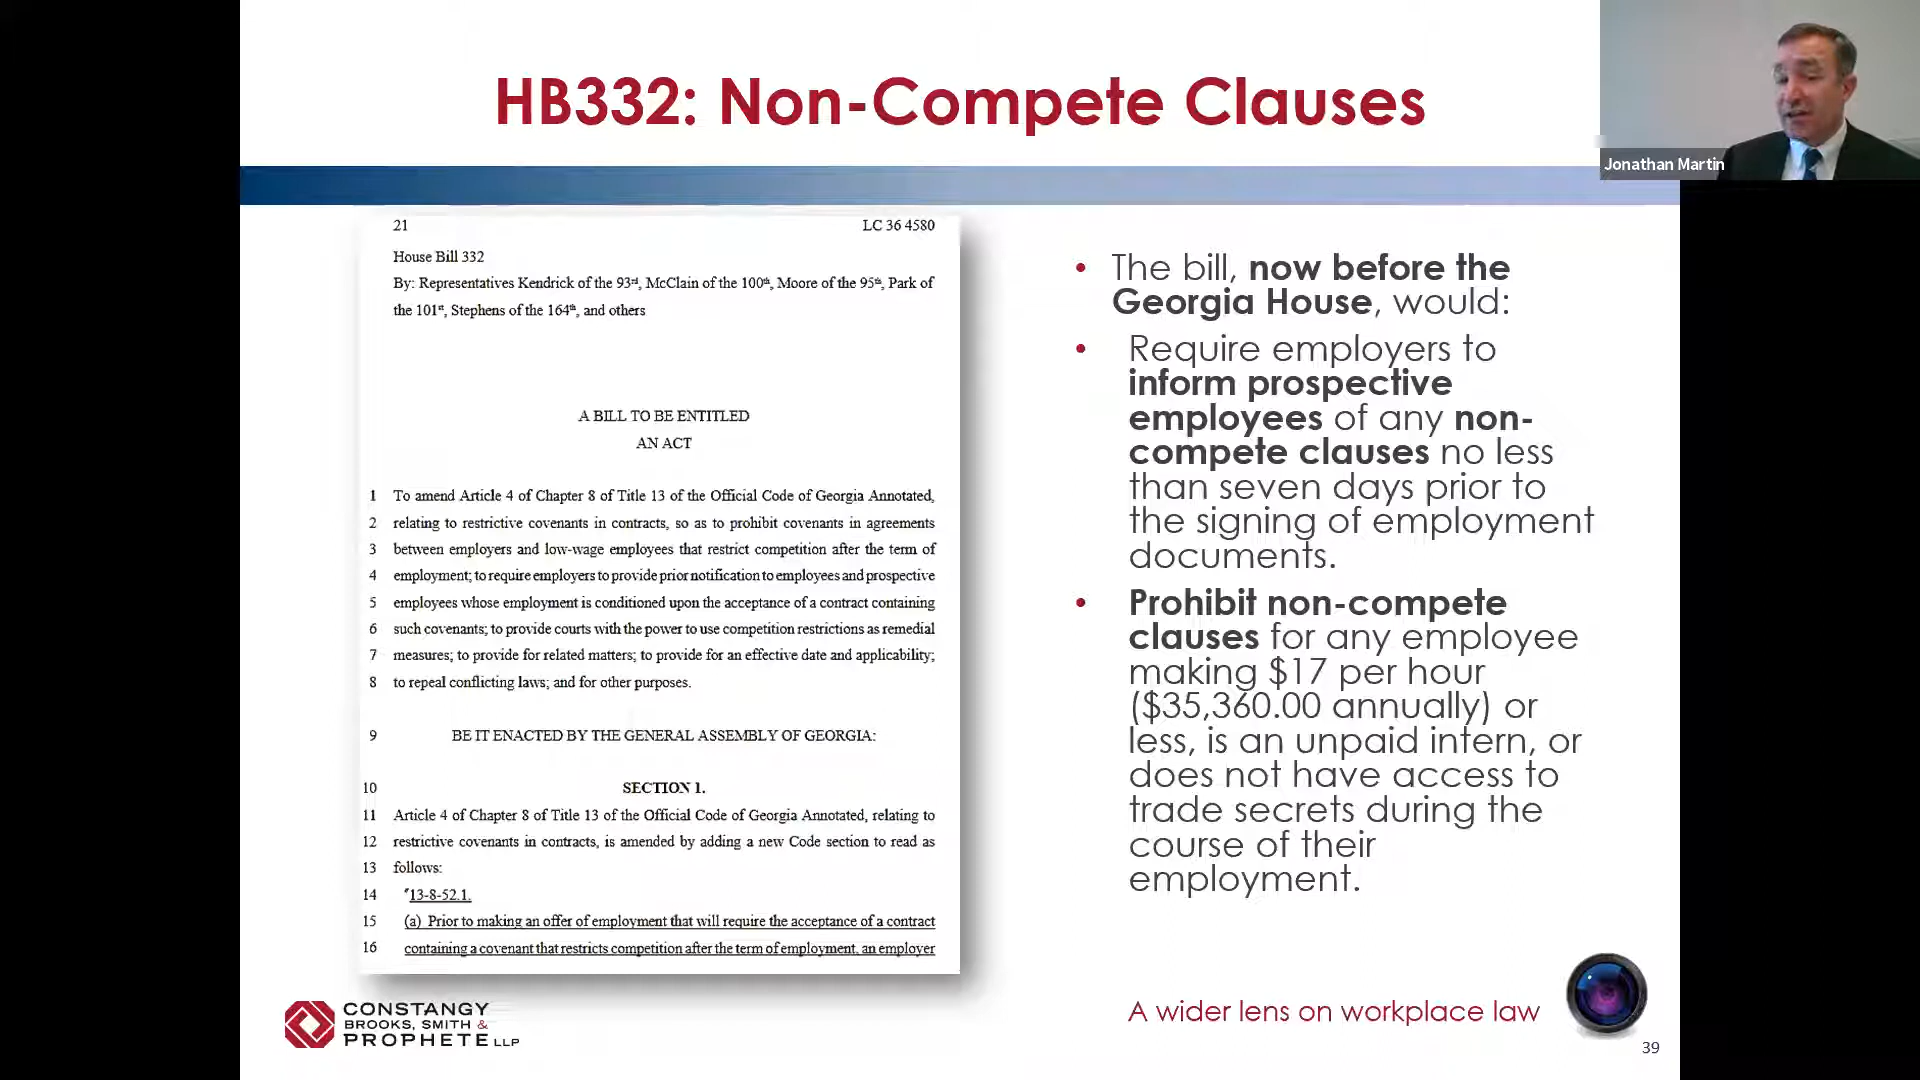 HB332: Non-Compete Clauses
Jonathan Martin
21 LC 36 4580
House Bill 332
By: Representatives Kendrick of the 93rd, McClain of the 100th, Moore of the 95th, Park of
the 101st, Stephens of the 164th, and others
A BILL TO BE ENTITLED
AN ACT
1 To amend Article 4 of Chapter 8 of Title 13 of the Official Code of Georgia Annotated,
2 relating to restrictive covenants in contracts, so as to prohibit covenants in agreements
3 between employers and low-wage employees that restrict competition after the term of
4 employment; to require employers to provide prior notification to employees and prospective
5 employees whose employment is conditioned upon the acceptance of a contract containing
6 such covenants; to provide courts with the power to use competition restrictions as remedial
7 measures; to provide for related matters; to provide for an effective date and applicability;
8 to repeal conflicting laws; and for other purposes.
9 BE IT ENACTED BY THE GENERAL ASSEMBLY OF GEORGIA:
10 SECTION 1.
11 Article 4 of Chapter 8 of Title 13 of the Official Code of Georgia Annotated, relating to
12 restrictive covenants in contracts, is amended by adding a new Code section to read as
13 follows:
14 "13-8-52.1.
15 (a) Prior to making an offer of employment that will require the acceptance of a contract
16 containing a covenant that restricts competition after the term of employment, an employer
• The bill, now before the
Georgia House, would:
• Require employers to
inform prospective
employees of any non-
compete clauses no less
than seven days prior to
the signing of employment
documents.
• Prohibit non-compete
clauses for any employee
making $17 per hour
($35,360.00 annually) or
less, is an unpaid intern, or
does not have access to
trade secrets during the
course of their
employment.
CONSTANGY
BROOKS, SMITH &
PROPHETE LLP
A wider lens on workplace law
39